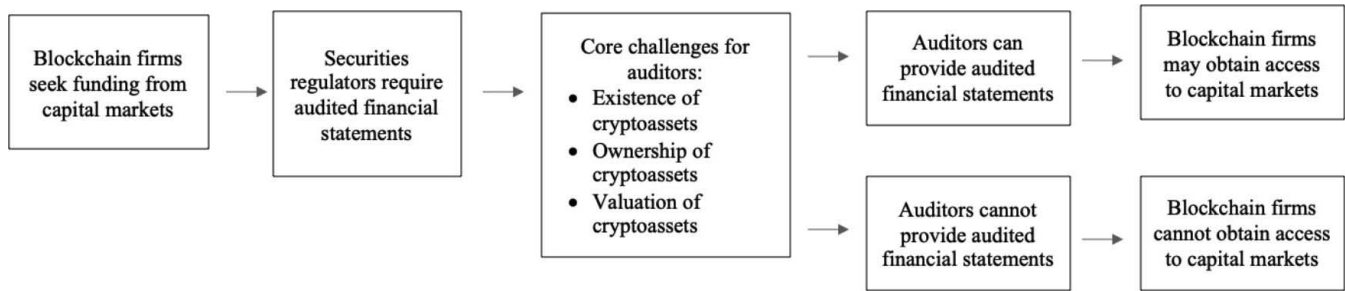 Blockchain firms
seek funding from
capital markets
Securities
regulators require
audited financial
statements
Core challenges for
auditors:
• Existence of
cryptoassets
• Ownership of
cryptoassets
• Valuation of
cryptoassets
Auditors can
provide audited
financial statements
Blockchain firms
may obtain access
to capital markets
Auditors cannot
provide audited
financial statements
Blockchain firms
cannot obtain access
to capital markets